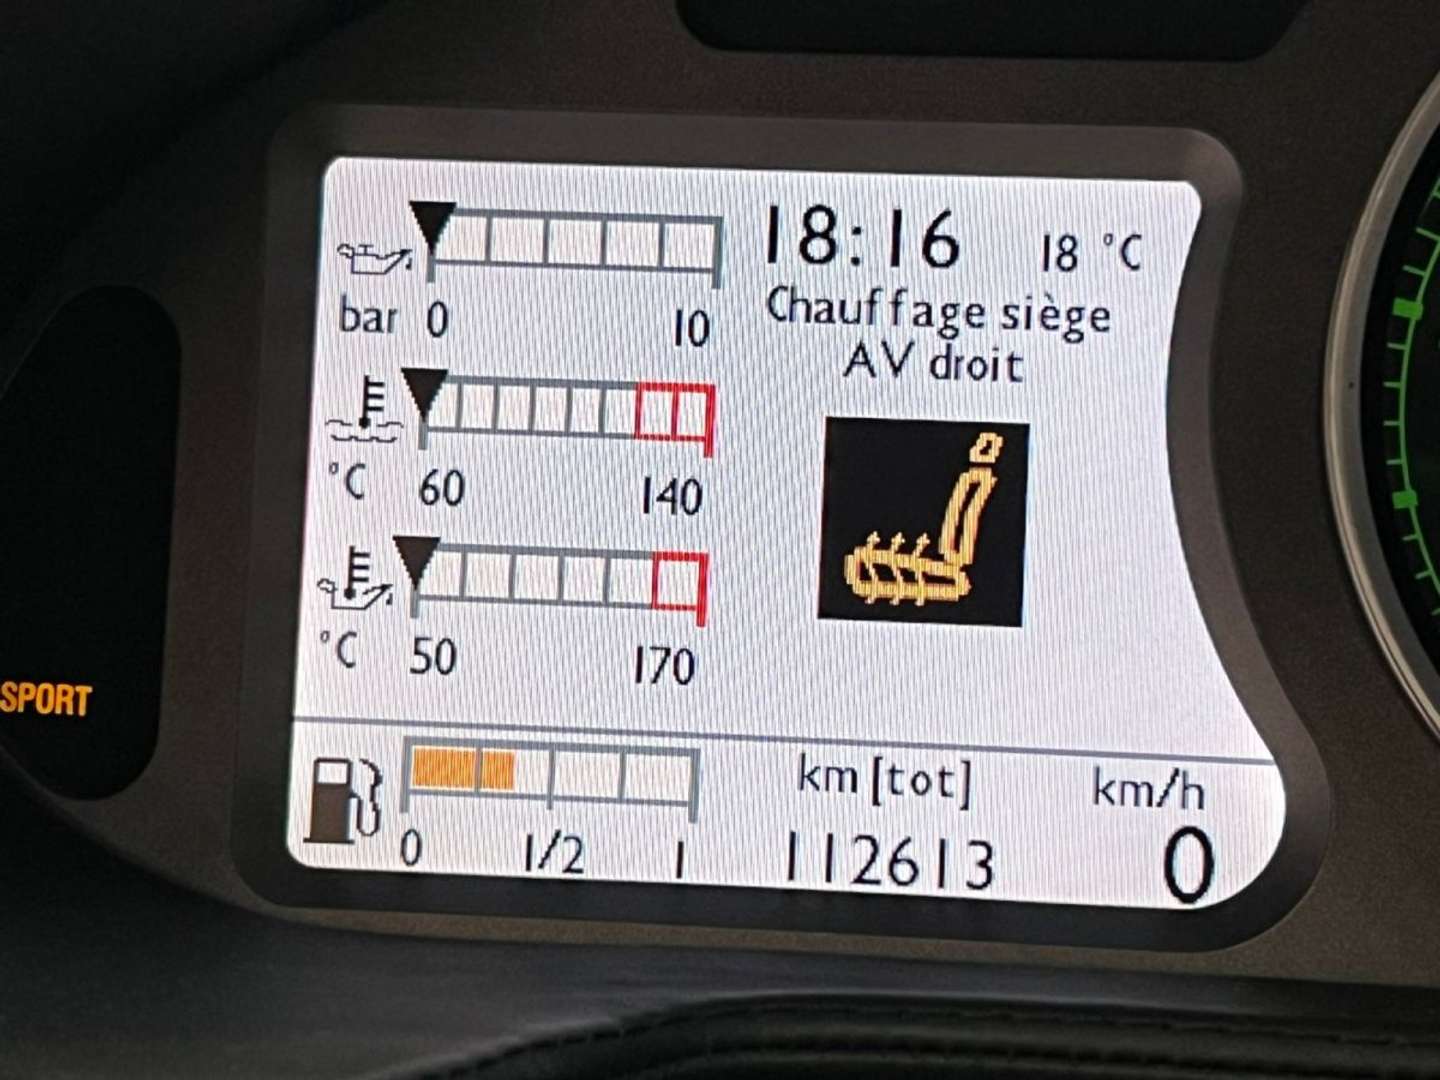 18:16 18 °C
Chauffage siège
AV droit
bar 0 10
°C 60 140
°C 50 170
SPORT
0 1/2 1
km [tot] km/h
112613 0